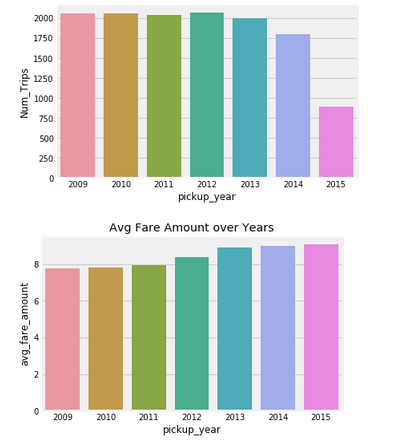 2000
1750
1500
1250
1000
750
500
250
0
Num_Trips
2009 2010 2011 2012 2013 2014 2015
pickup_year
Avg Fare Amount over Years
8
6
4
2
0
avg_fare_amount
2009 2010 2011 2012 2013 2014 2015
pickup_year